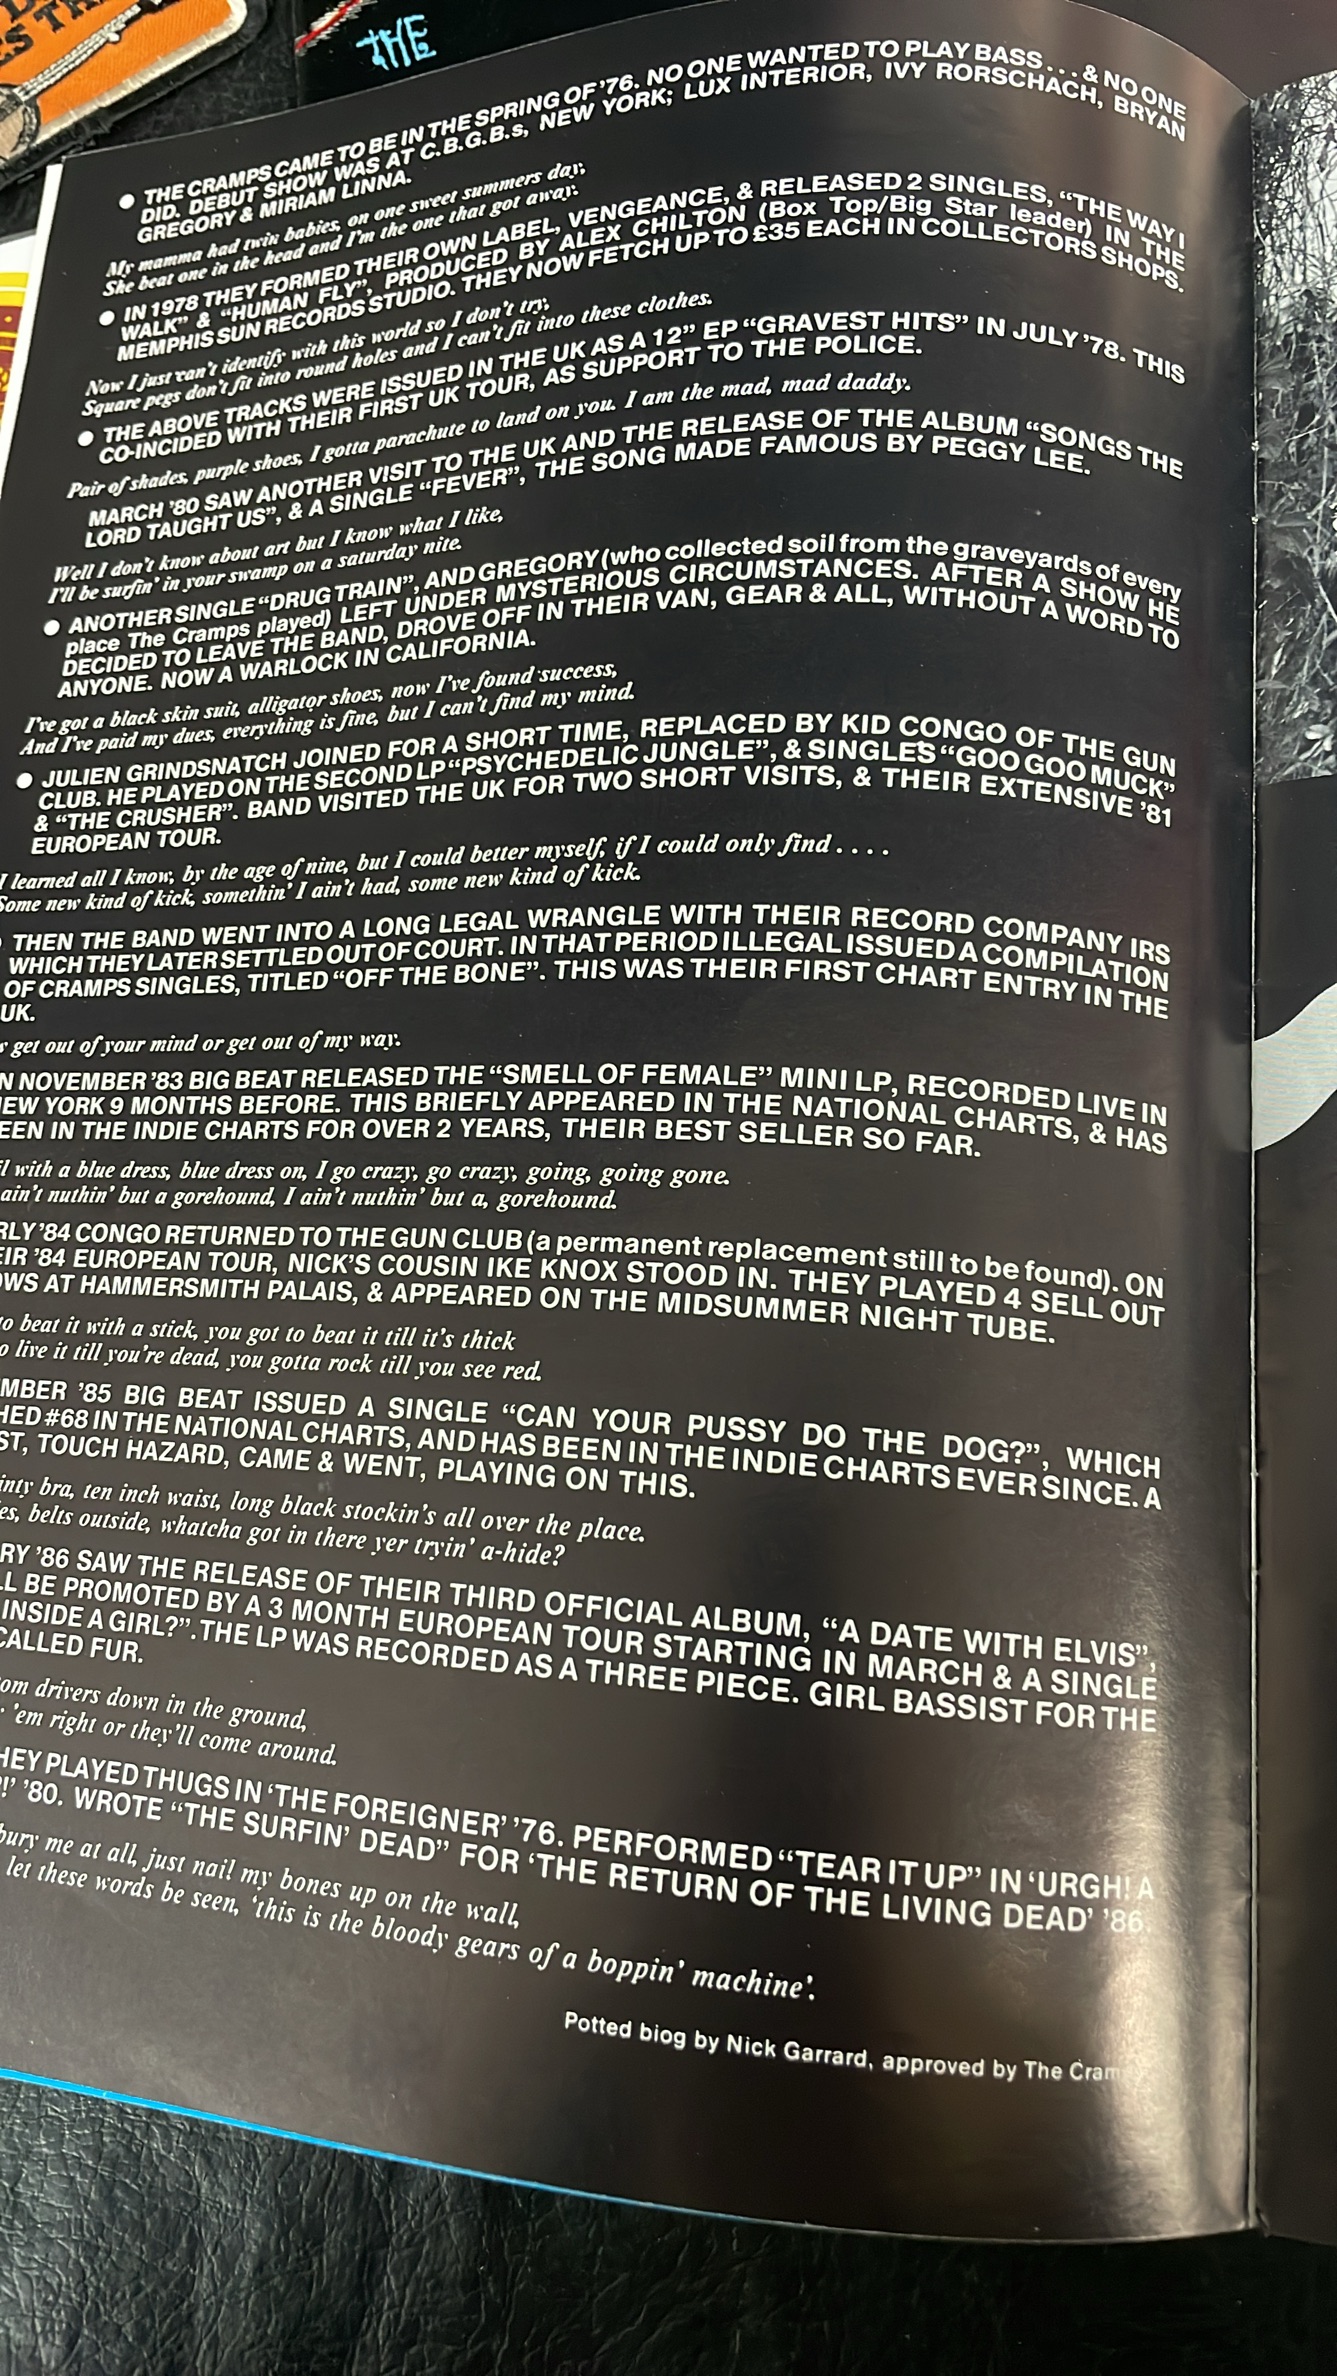 THE
THE CRAMPS CAME TO BE IN THE SPRING OF '76. NO ONE WANTED TO PLAY BASS...& NO ONE
DID. DEBUT SHOW WAS AT C.B.G.B.s, NEW YORK; LUX INTERIOR, IVY RORSCHACH, BRYAN
GREGORY & MIRIAM LINNA.
My mamma had twin babies, on one sweet summers day,
She beat one in the head and I'm the one that got away.
IN 1978 THEY FORMED THEIR OWN LABEL, VENGEANCE, & RELEASED 2 SINGLES, "THE WAY I
WALK" & "HUMAN FLY", PRODUCED BY ALEX CHILTON (Box Top/Big Star leader) IN THE
MEMPHIS SUN RECORDS STUDIO. THEY NOW FETCH UP TO £35 EACH IN COLLECTORS SHOPS.
Now I just can't identify with this world so I don't try,
Square pegs don't fit into round holes and I can't fit into these clothes.
THE ABOVE TRACKS WERE ISSUED IN THE UK AS A 12" EP "GRAVEST HITS" IN JULY '78. THIS
CO-INCIDED WITH THEIR FIRST UK TOUR, AS SUPPORT TO THE POLICE.
Pair of shades, purple shoes, I gotta parachute to land on you. I am the mad, mad daddy.
MARCH '80 SAW ANOTHER VISIT TO THE UK AND THE RELEASE OF THE ALBUM "SONGS THE
LORD TAUGHT US", & A SINGLE "FEVER", THE SONG MADE FAMOUS BY PEGGY LEE.
Well I don't know about art but I know what I like,
I'll be surfin' in your swamp on a saturday nite.
ANOTHER SINGLE "DRUG TRAIN", AND GREGORY (who collected soil from the graveyards of every
place The Cramps played) LEFT UNDER MYSTERIOUS CIRCUMSTANCES. AFTER A SHOW HE
DECIDED TO LEAVE THE BAND, DROVE OFF IN THEIR VAN, GEAR & ALL, WITHOUT A WORD TO
ANYONE. NOW A WARLOCK IN CALIFORNIA.
I've got a black skin suit, alligator shoes, now I've found success,
And I've paid my dues, everything is fine, but I can't find my mind.
JULIEN GRINDSNATCH JOINED FOR A SHORT TIME, REPLACED BY KID CONGO OF THE GUN
CLUB. HE PLAYED ON THE SECOND LP "PSYCHEDELIC JUNGLE", & SINGLES "GOO GOO MUCK"
& "THE CRUSHER". BAND VISITED THE UK FOR TWO SHORT VISITS, & THEIR EXTENSIVE '81
EUROPEAN TOUR.
I learned all I know, by the age of nine, but I could better myself, if I could only find . . . .
Some new kind of kick, somethin' I ain't had, some new kind of kick.
THEN THE BAND WENT INTO A LONG LEGAL WRANGLE WITH THEIR RECORD COMPANY IRS
WHICH THEY LATER SETTLED OUT OF COURT. IN THAT PERIOD ILLEGAL ISSUED A COMPILATION
OF CRAMPS SINGLES, TITLED "OFF THE BONE". THIS WAS THEIR FIRST CHART ENTRY IN THE
UK.
get out of your mind or get out of my way.
N NOVEMBER '83 BIG BEAT RELEASED THE "SMELL OF FEMALE" MINI LP, RECORDED LIVE IN
EW YORK 9 MONTHS BEFORE. THIS BRIEFLY APPEARED IN THE NATIONAL CHARTS, & HAS
EEN IN THE INDIE CHARTS FOR OVER 2 YEARS, THEIR BEST SELLER SO FAR.
l with a blue dress, blue dress on, I go crazy, go crazy, going, going gone.
ain't nuthin' but a gorehound, I ain't nuthin' but a, gorehound.
RLY '84 CONGO RETURNED TO THE GUN CLUB (a permanent replacement still to be found). ON
EIR '84 EUROPEAN TOUR, NICK'S COUSIN IKE KNOX STOOD IN. THEY PLAYED 4 SELL OUT
OWS AT HAMMERSMITH PALAIS, & APPEARED ON THE MIDSUMMER NIGHT TUBE.
to beat it with a stick, you got to beat it till it's thick
o live it till you're dead, you gotta rock till you see red.
MBER '85 BIG BEAT ISSUED A SINGLE "CAN YOUR PUSSY DO THE DOG?", WHICH
HED #68 IN THE NATIONAL CHARTS, AND HAS BEEN IN THE INDIE CHARTS EVER SINCE. A
ST, TOUCH HAZARD, CAME & WENT, PLAYING ON THIS.
inty bra, ten inch waist, long black stockin's all over the place.
es, belts outside, whatcha got in there yer tryin' a-hide?
RY '86 SAW THE RELEASE OF THEIR THIRD OFFICIAL ALBUM, "A DATE WITH ELVIS",
LL BE PROMOTED BY A 3 MONTH EUROPEAN TOUR STARTING IN MARCH & A SINGLE
INSIDE A GIRL?". THE LP WAS RECORDED AS A THREE PIECE. GIRL BASSIST FOR THE
CALLED FUR.
om drivers down in the ground,
'em right or they'll come around.
HEY PLAYED THUGS IN 'THE FOREIGNER' '76. PERFORMED "TEAR IT UP" IN 'URGH! A
!' '80. WROTE "THE SURFIN' DEAD" FOR 'THE RETURN OF THE LIVING DEAD' '86.
bury me at all, just nail my bones up on the wall,
let these words be seen, 'this is the bloody gears of a boppin' machine'.
Potted biog by Nick Garrard, approved by The Cram